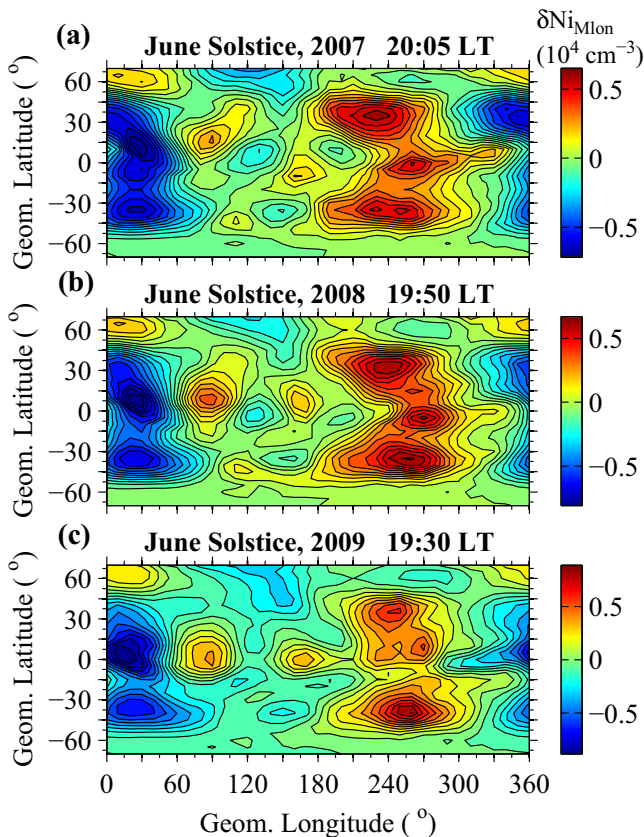 (a) June Solstice, 2007 20:05 LT
δNi_Mlon
(10⁴ cm⁻³)
Geom. Latitude ( °)
60
30
0
−30
−60
0.5
0
−0.5
(b) June Solstice, 2008 19:50 LT
Geom. Latitude ( °)
60
30
0
−30
−60
0.5
0
−0.5
(c) June Solstice, 2009 19:30 LT
Geom. Latitude ( °)
60
30
0
−30
−60
0.5
0
−0.5
0 60 120 180 240 300 360
Geom. Longitude ( °)